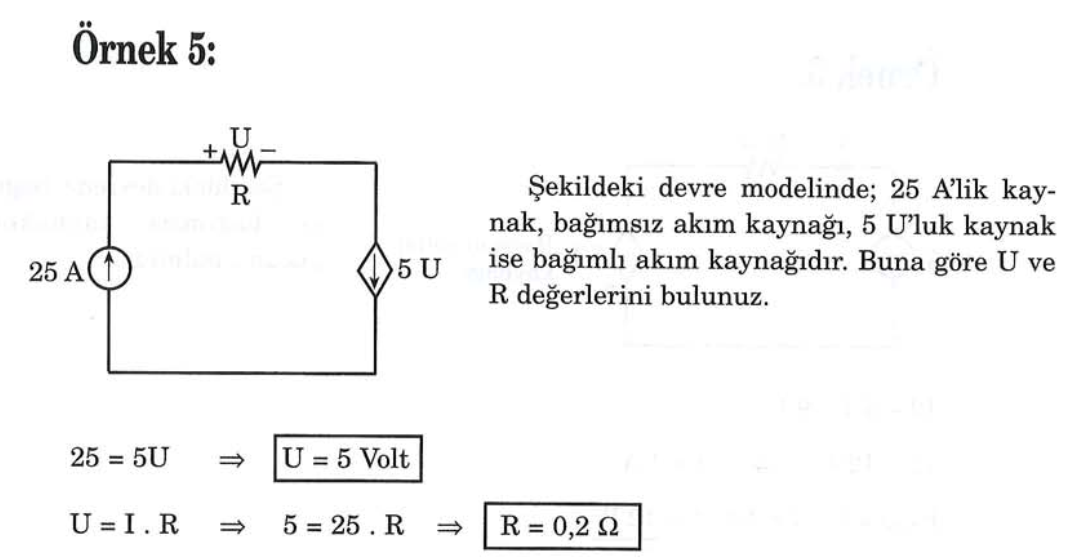 Örnek 5:
+ U –
R
25 A
5 U
Şekildeki devre modelinde; 25 A'lik kay-
nak, bağımsız akım kaynağı, 5 U'luk kaynak
ise bağımlı akım kaynağıdır. Buna göre U ve
R değerlerini bulunuz.
25 = 5U ⇒ U = 5 Volt
U = I . R ⇒ 5 = 25 . R ⇒ R = 0,2 Ω